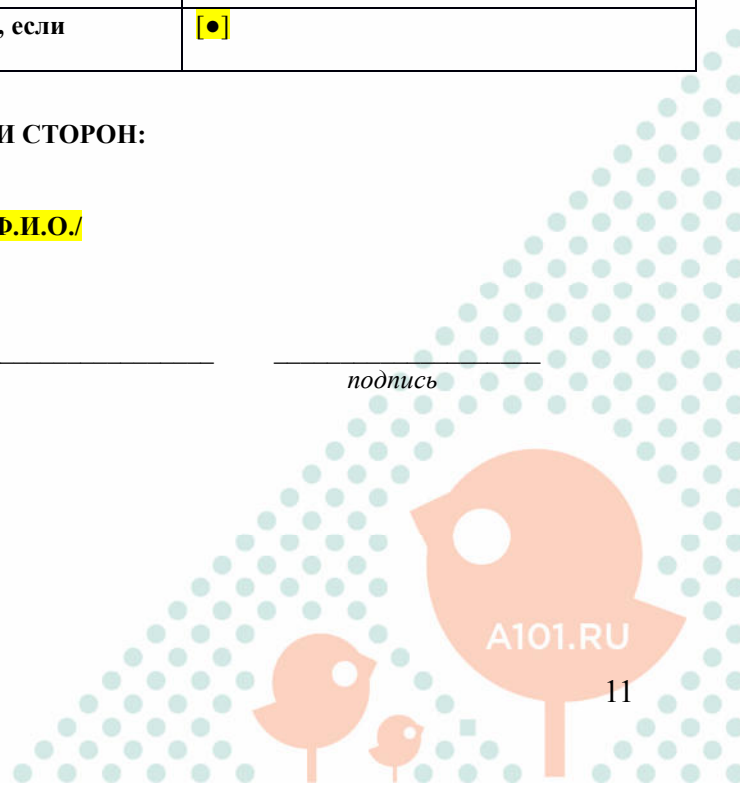 , если
[●]
И СТОРОН:
Ф.И.О./
подпись
A101.RU
11